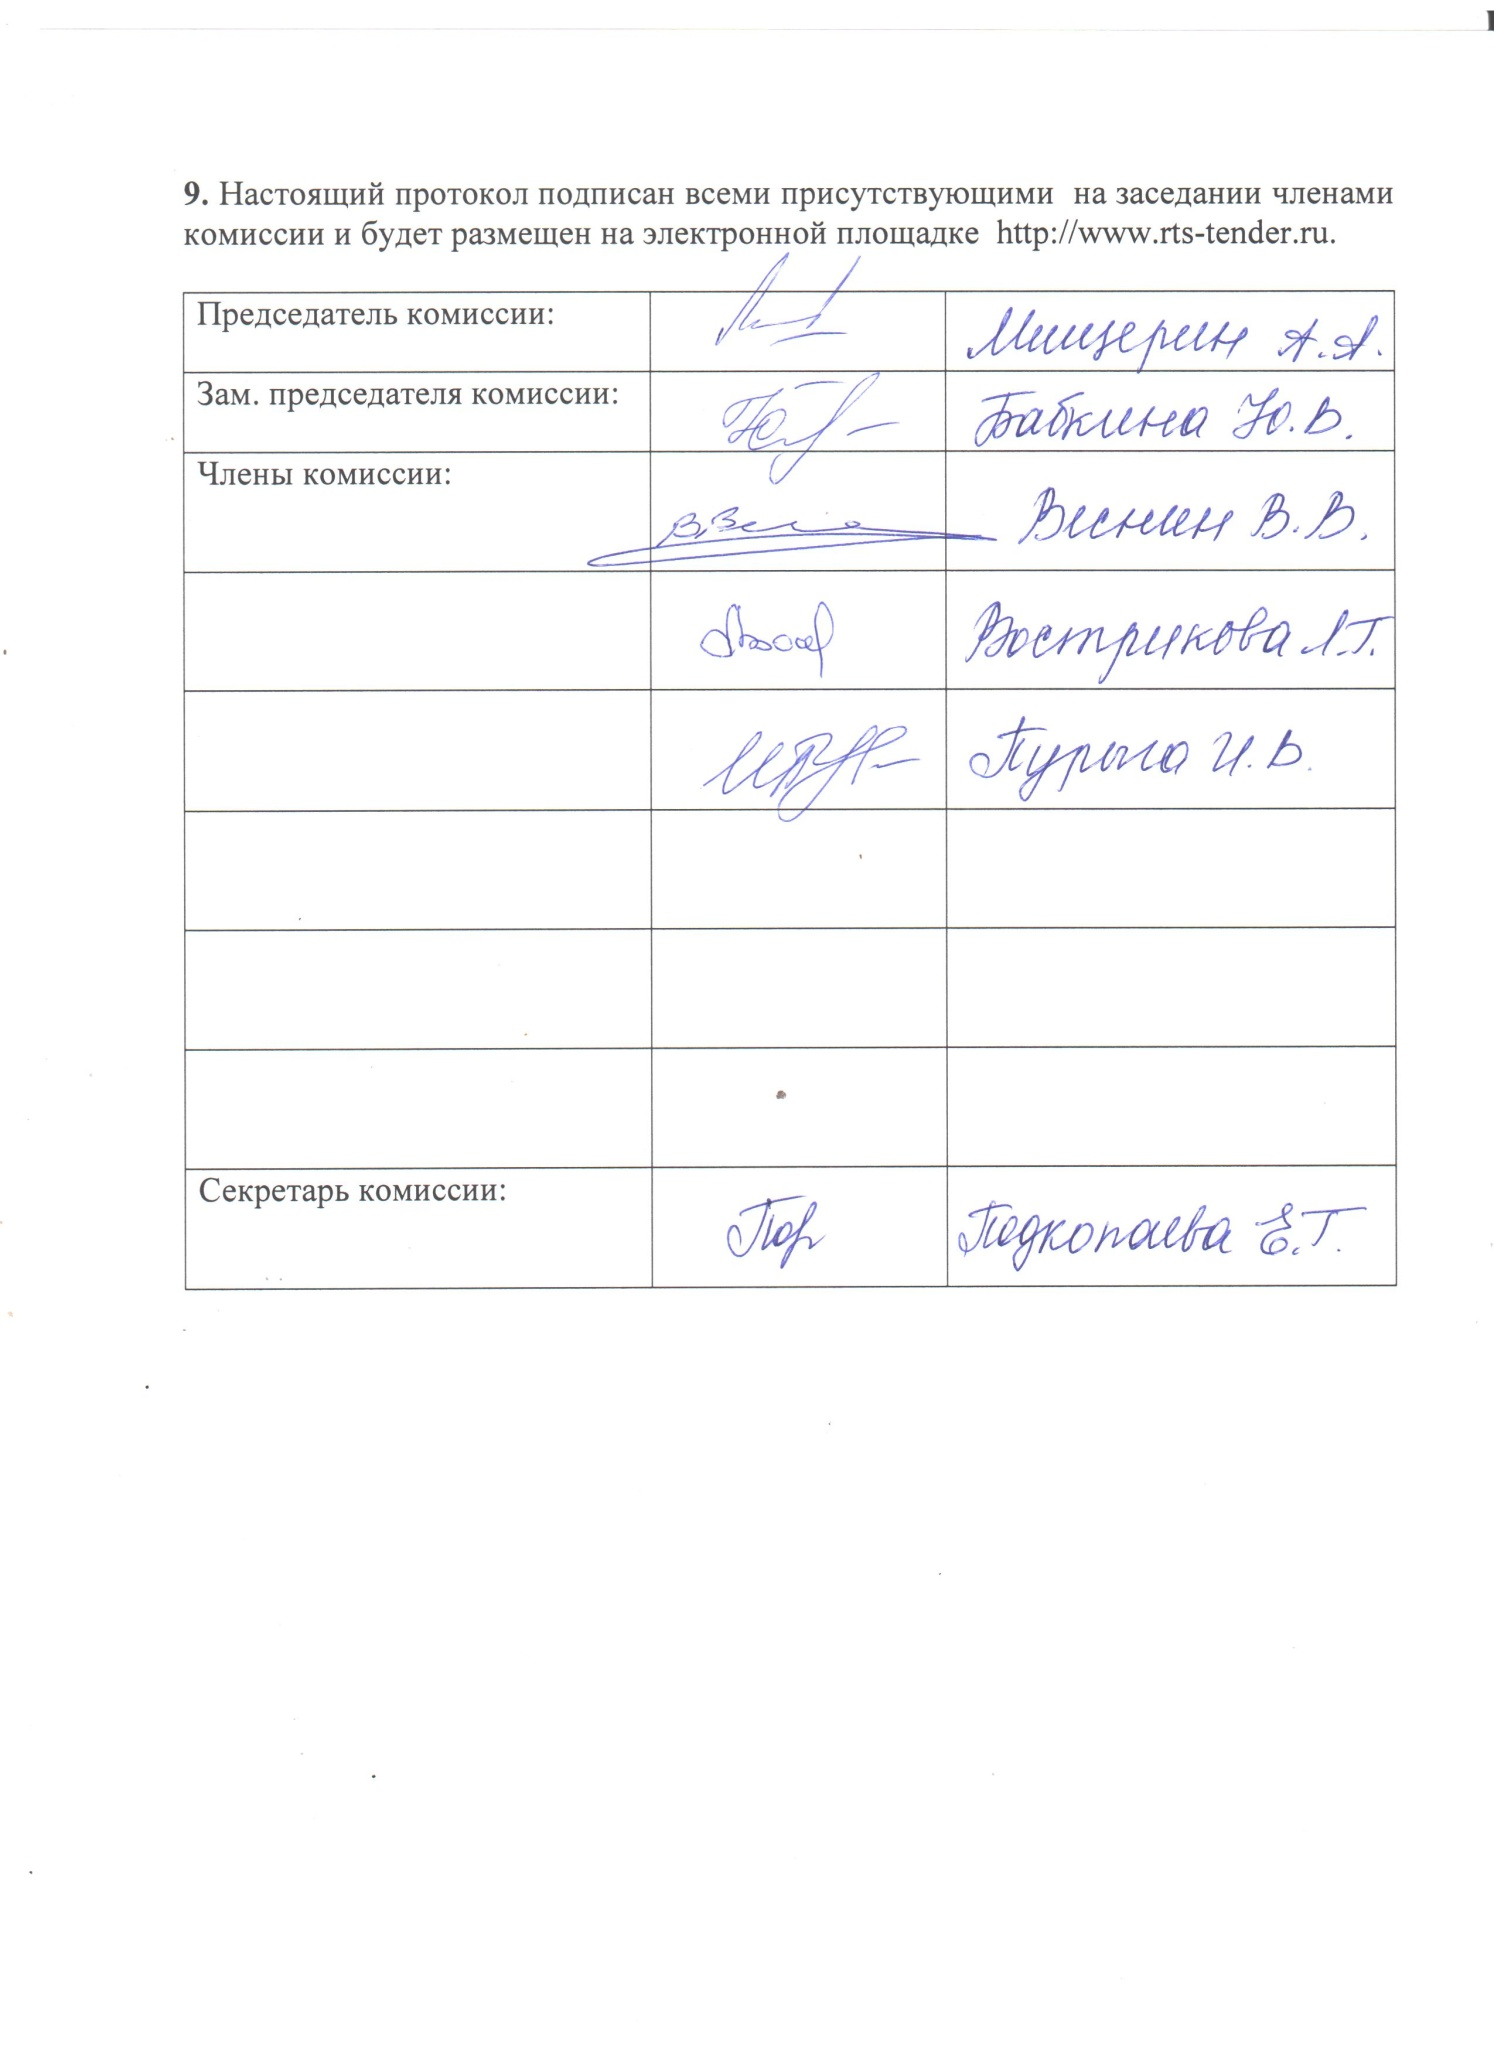 9. Настоящий протокол подписан всеми присутствующими на заседании членами
комиссии и будет размещен на электронной площадке http://www.rts-tender.ru.
Председатель комиссии: Мищерин А.А.
Зам. председателя комиссии: Бабкина Ю.В.
Члены комиссии: Веснин В.В.
Вострикова Л.Г.
Пурыга И.В.
Секретарь комиссии: Подкопаева Е.Г.